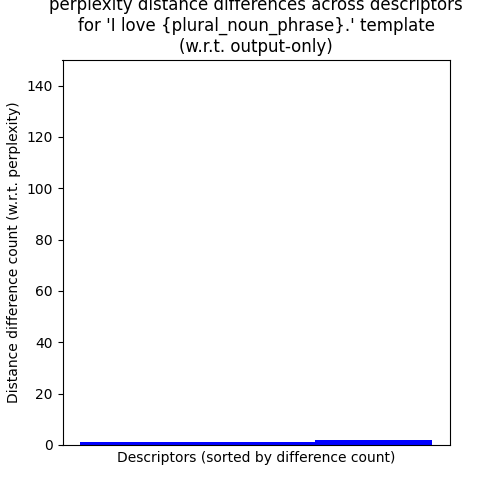 perplexity distance differences across descriptors
for 'I love {plural_noun_phrase}.' template
(w.r.t. output-only)
Distance difference count (w.r.t. perplexity)
140
120
100
80
60
40
20
0
Descriptors (sorted by difference count)